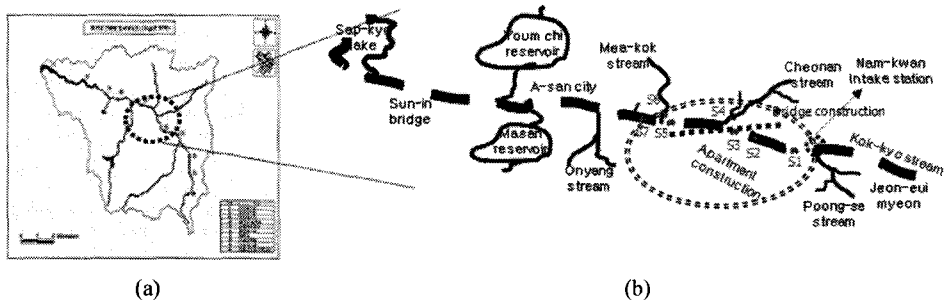 Sap-kyo
lake
Sun-in
bridge
Youm chi
reservoir
Masan
reservoir
A-san city
Onyang
stream
Mea-kok
stream
S6
S7
S5
S4
S3
S2
S1
Apartment
construction
Cheonan
stream
Bridge construction
Nam-kwan
Intake station
Kok-kyo stream
Jeon-eui
myeon
Poong-se
stream
(a)
(b)